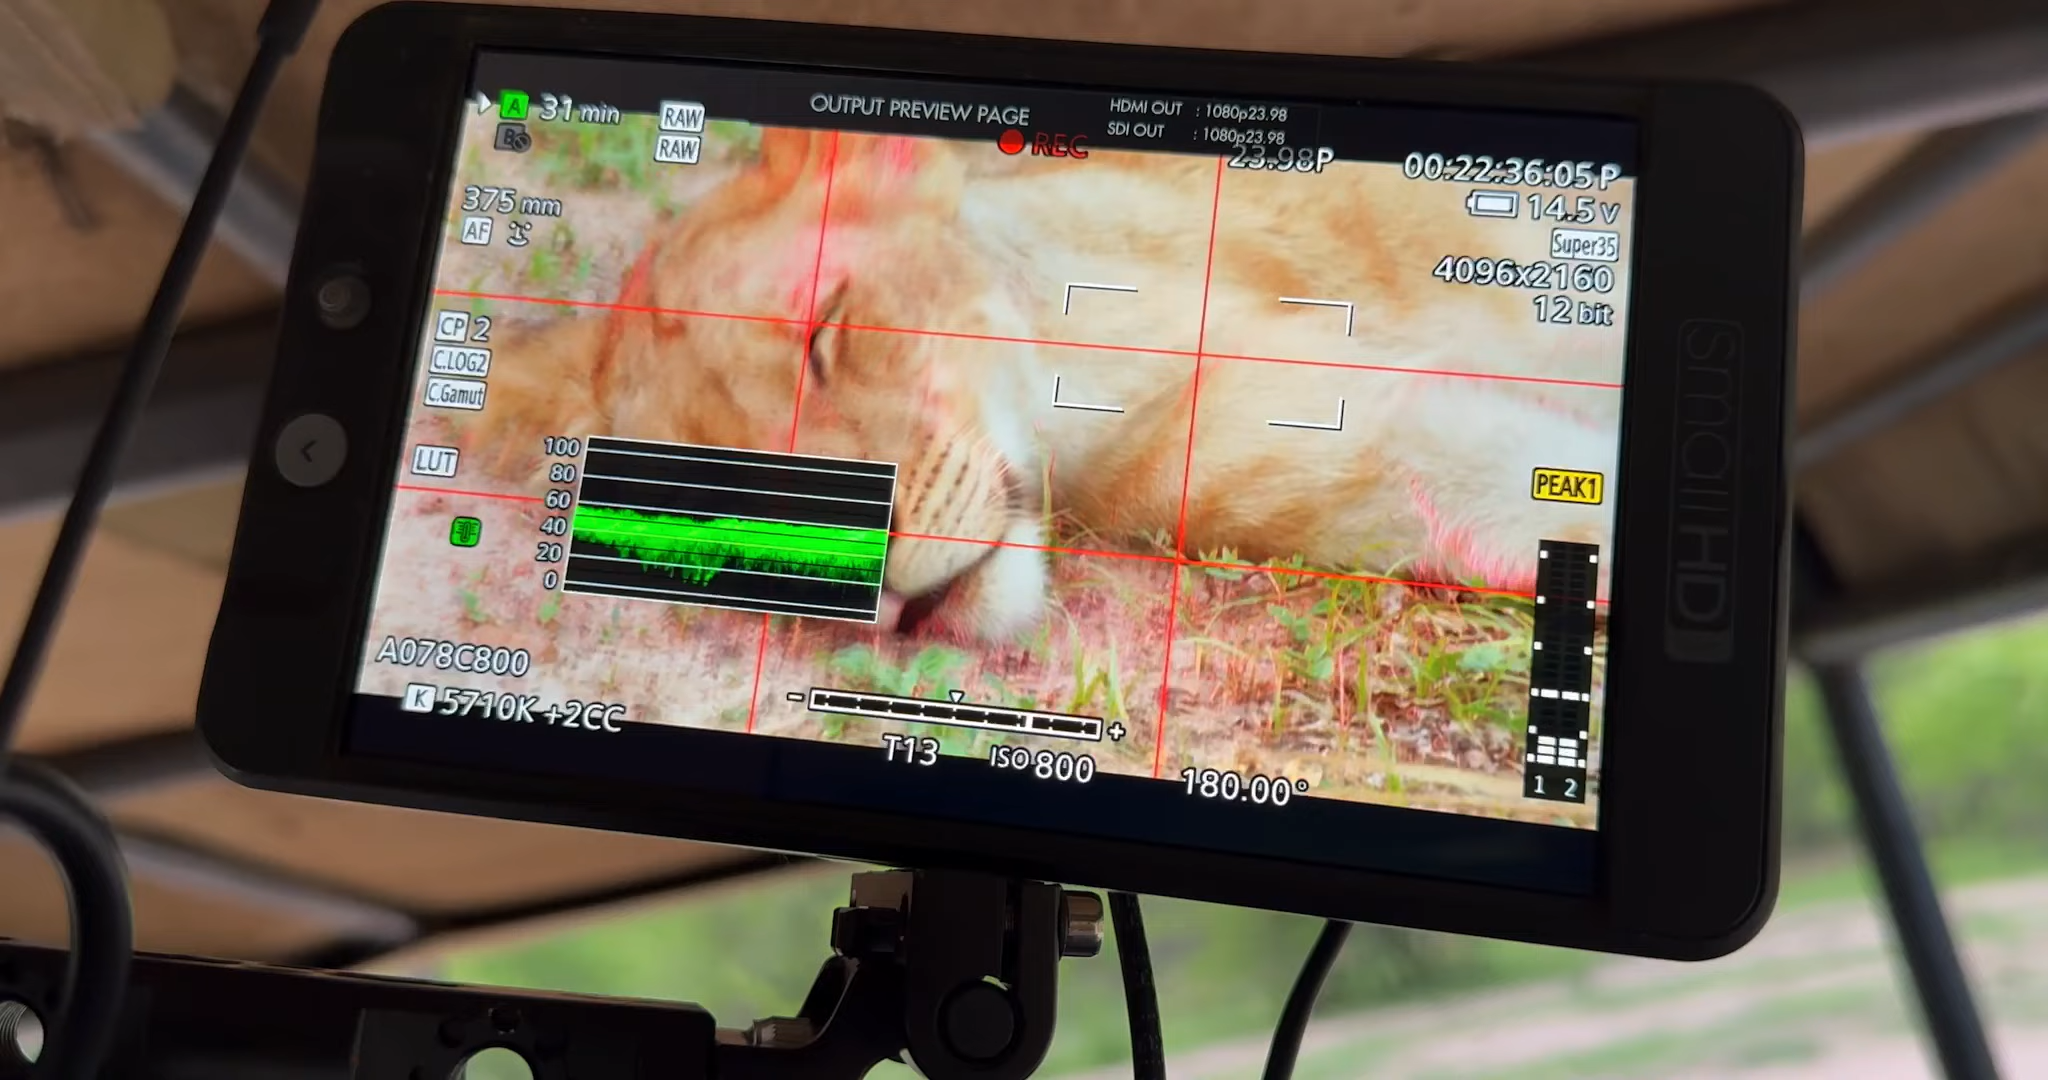 OUTPUT PREVIEW PAGE
HDMI OUT : 1080p23.98
SDI OUT : 1080p23.98
A 31 min
B
RAW
RAW
REC
23.98P
00:22:36:05 P
14.5 V
Super35
4096x2160
12 bit
375 mm
AF
CP 2
C.LOG2
C.Gamut
LUT
100
80
60
40
20
0
PEAK1
A078C800
K 5710K +2CC
- +
T13
ISO 800
180.00°
1 2
smallHD